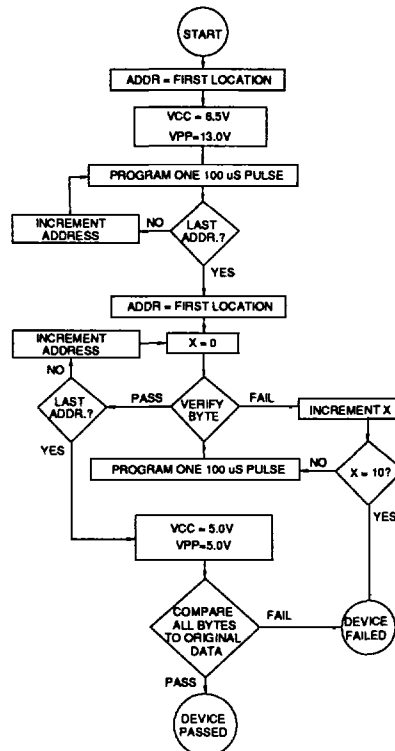 START
ADDR = FIRST LOCATION
VCC = 6.5V
VPP=13.0V
PROGRAM ONE 100 uS PULSE
INCREMENT
ADDRESS
NO
LAST
ADDR.?
YES
ADDR = FIRST LOCATION
INCREMENT
ADDRESS
X = 0
NO
LAST
ADDR.?
PASS
VERIFY
BYTE
FAIL
INCREMENT X
YES
PROGRAM ONE 100 uS PULSE
NO
X = 10?
YES
VCC = 5.0V
VPP=5.0V
COMPARE
ALL BYTES
TO ORIGINAL
DATA
FAIL
DEVICE
FAILED
PASS
DEVICE
PASSED